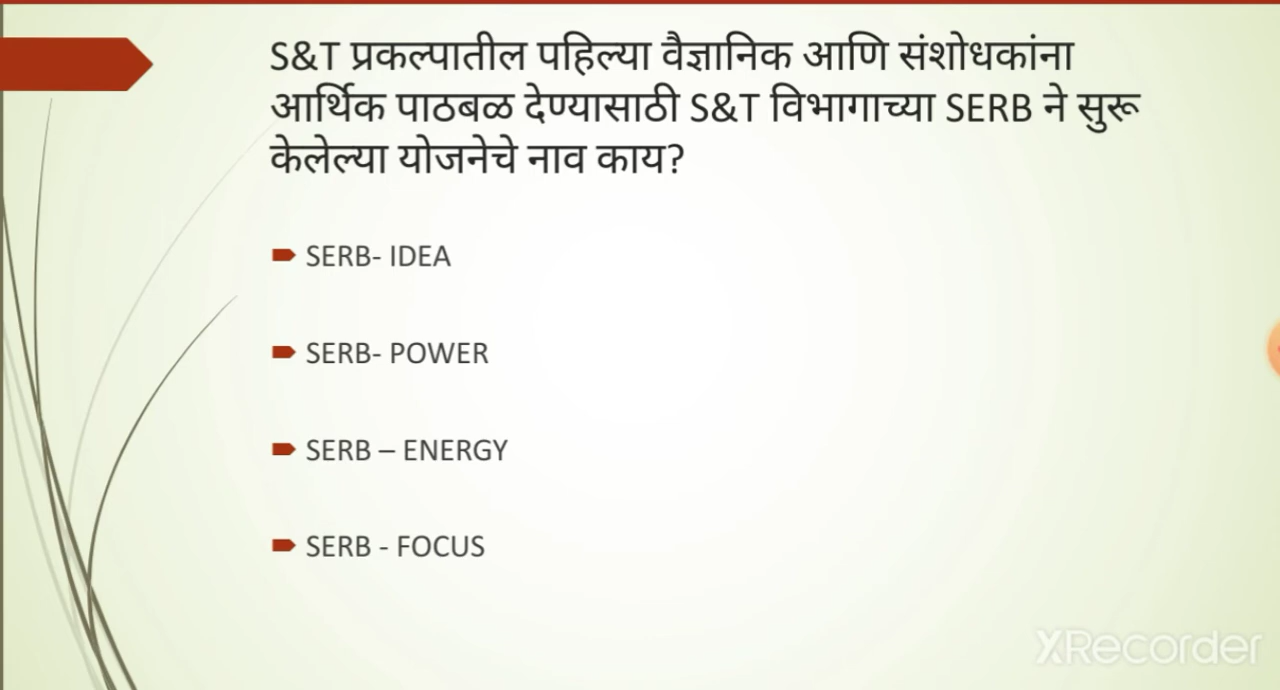 S&T प्रकल्पातील पहिल्या वैज्ञानिक आणि संशोधकांना
आर्थिक पाठबळ देण्यासाठी S&T विभागाच्या SERB ने सुरू
केलेल्या योजनेचे नाव काय?
SERB- IDEA
SERB- POWER
SERB – ENERGY
SERB - FOCUS
XRecorder